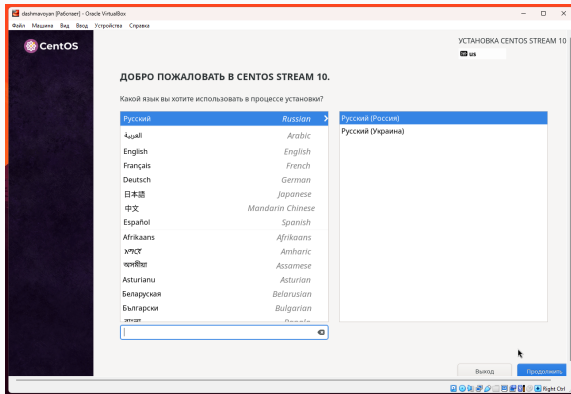 dashmavoyan [Работает] - Oracle VirtualBox
Файл Машина Вид Ввод Устройства Справка
CentOS
УСТАНОВКА CENTOS STREAM 10
us
ДОБРО ПОЖАЛОВАТЬ В CENTOS STREAM 10.
Какой язык вы хотите использовать в процессе установки?
Русский Russian Русский (Россия)
العربية Arabic Русский (Украина)
English English
Français French
Deutsch German
日本語 Japanese
中文 Mandarin Chinese
Español Spanish
Afrikaans Afrikaans
አማርኛ Amharic
অসমীয়া Assamese
Asturianu Asturian
Беларуская Belarusian
Български Bulgarian
Выход Продолжить
Right Ctrl